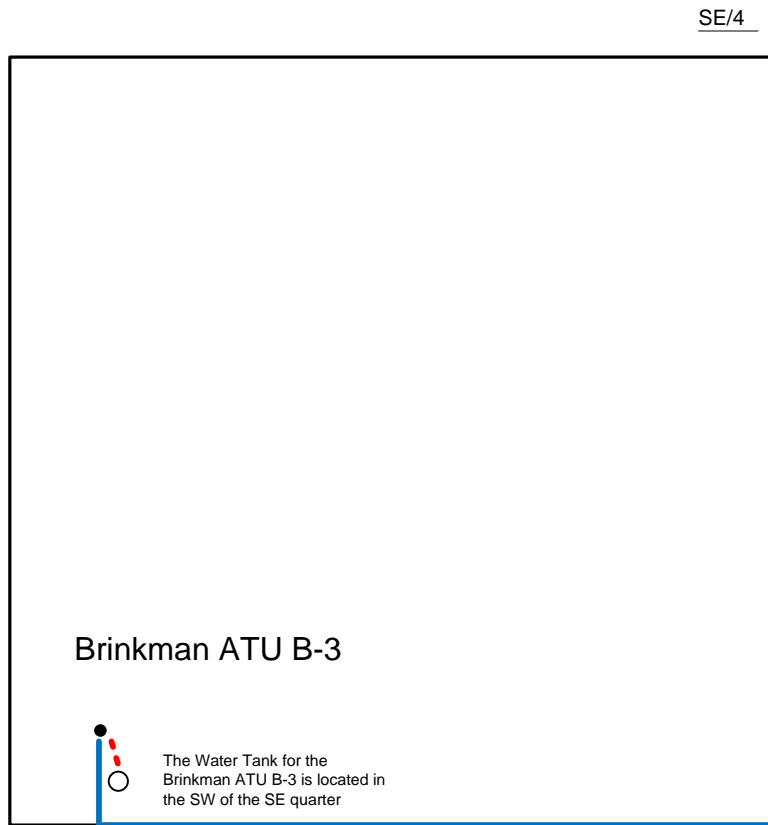 SE/4
Brinkman ATU B-3
The Water Tank for the
Brinkman ATU B-3 is located in
the SW of the SE quarter